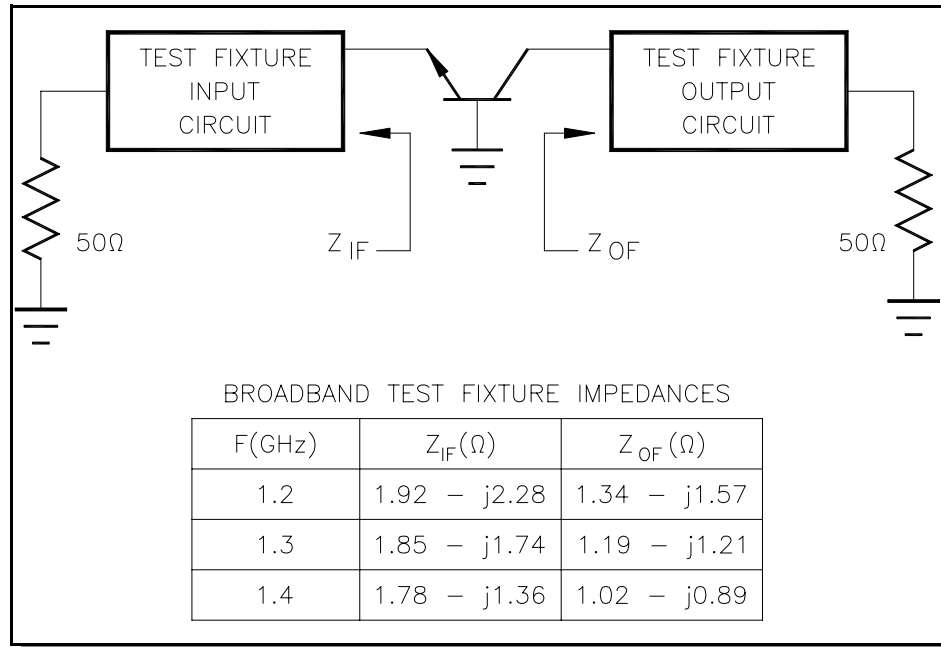 TEST FIXTURE
INPUT
CIRCUIT
TEST FIXTURE
OUTPUT
CIRCUIT
50Ω
Z IF
Z OF
50Ω
BROADBAND TEST FIXTURE IMPEDANCES
F(GHz) Z IF (Ω) Z OF (Ω)
1.2 1.92 − j2.28 1.34 − j1.57
1.3 1.85 − j1.74 1.19 − j1.21
1.4 1.78 − j1.36 1.02 − j0.89